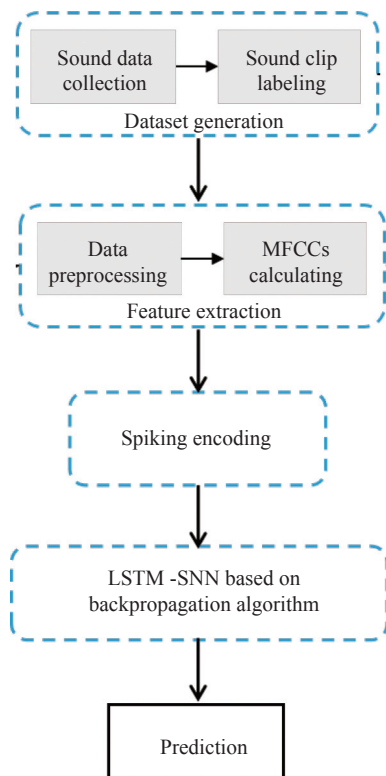 Sound data
collection
Sound clip
labeling
Dataset generation
Data
preprocessing
MFCCs
calculating
Feature extraction
Spiking encoding
LSTM -SNN based on
backpropagation algorithm
Prediction